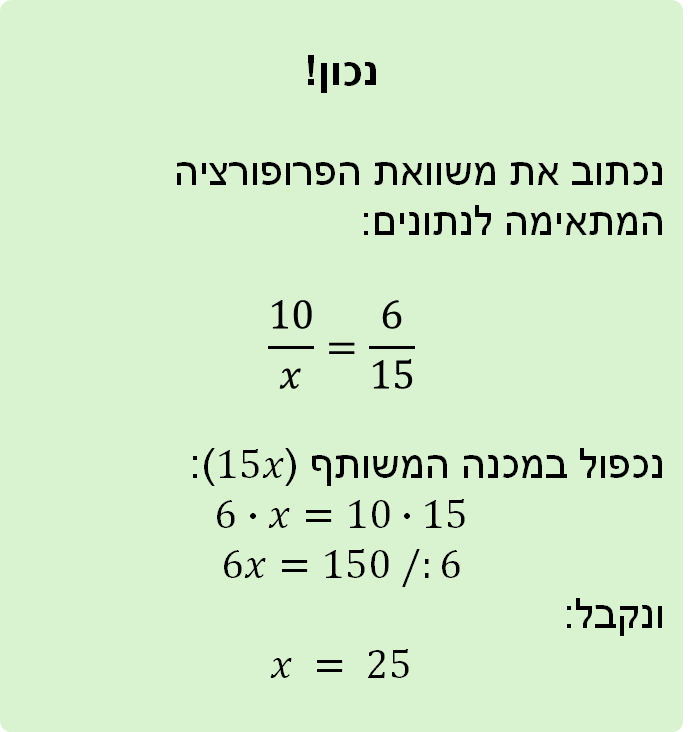 נכון!
נכתוב את משוואת הפרופורציה
המתאימה לנתונים:
10/x = 6/15
נכפול במכנה המשותף (15x):
6 · x = 10 · 15
6x = 150 /: 6
ונקבל:
x = 25